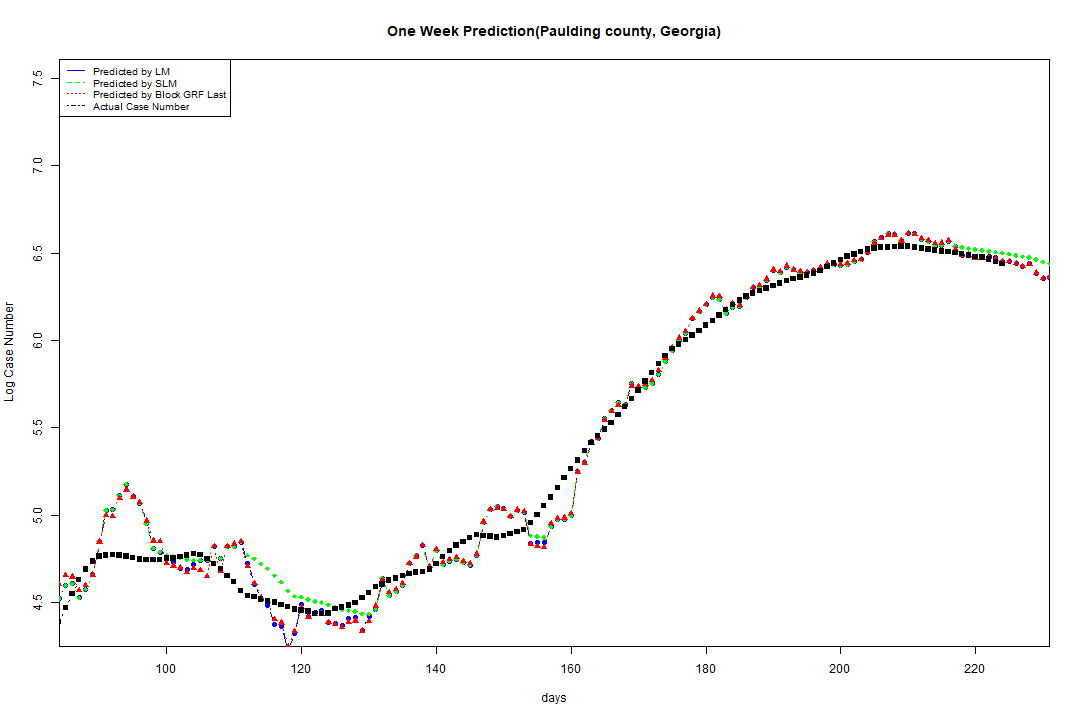 One Week Prediction(Paulding county, Georgia)
Predicted by LM
Predicted by SLM
Predicted by Block GRF Last
Actual Case Number
7.5
7.0
6.5
6.0
5.5
5.0
4.5
Log Case Number
100 120 140 160 180 200 220
days